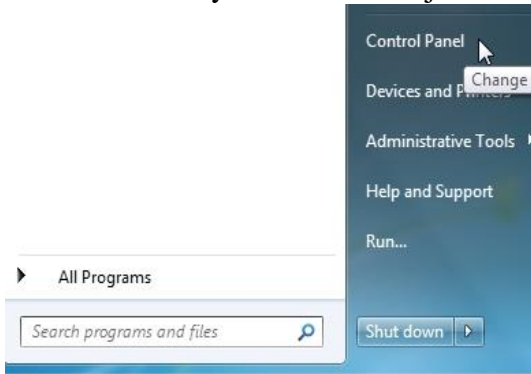 Control Panel
Change
Devices and Printers
Administrative Tools
Help and Support
Run...
All Programs
Search programs and files
Shut down